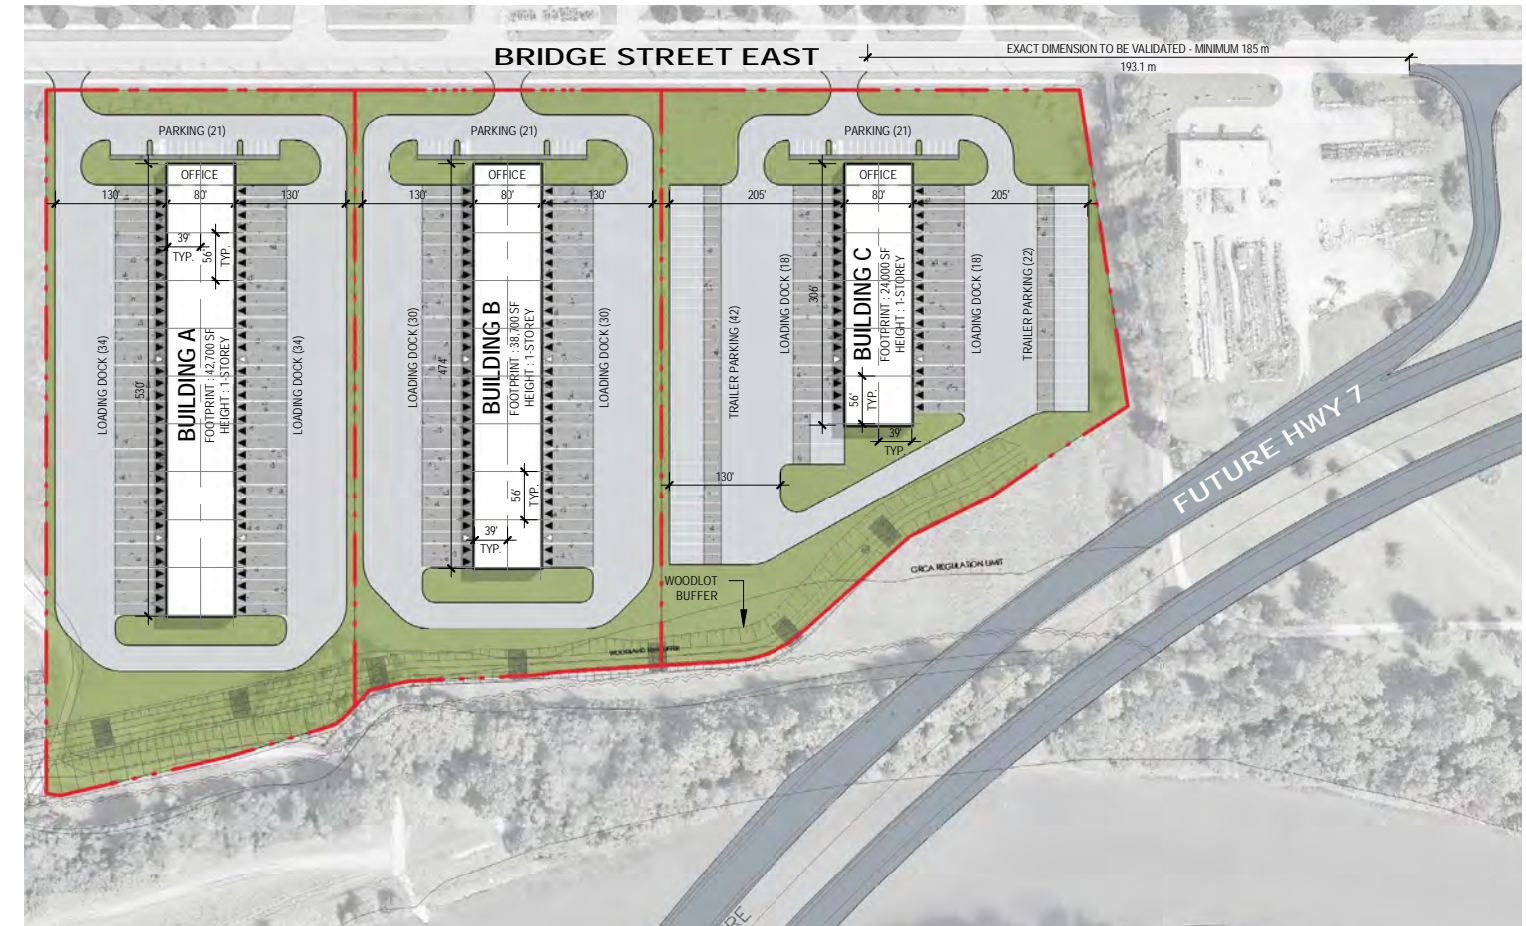 BRIDGE STREET EAST
EXACT DIMENSION TO BE VALIDATED - MINIMUM 185 m
193.1 m
PARKING (21)
OFFICE
130'
80'
130'
39'
TYP.
56'
TYP.
LOADING DOCK (34)
530'
BUILDING A
FOOTPRINT : 42,700 SF
HEIGHT : 1-STOREY
LOADING DOCK (34)
PARKING (21)
OFFICE
130'
80'
130'
LOADING DOCK (30)
474'
BUILDING B
FOOTPRINT : 38,700 SF
HEIGHT : 1-STOREY
LOADING DOCK (30)
56'
TYP.
39'
TYP.
PARKING (21)
OFFICE
205'
80'
205'
TRAILER PARKING (42)
LOADING DOCK (18)
306'
BUILDING C
FOOTPRINT : 24,000 SF
HEIGHT : 1-STOREY
LOADING DOCK (18)
TRAILER PARKING (22)
56'
TYP.
39'
TYP.
130'
FUTURE HWY 7
GRCA REGULATION LIMIT
WOODLOT
BUFFER
RE